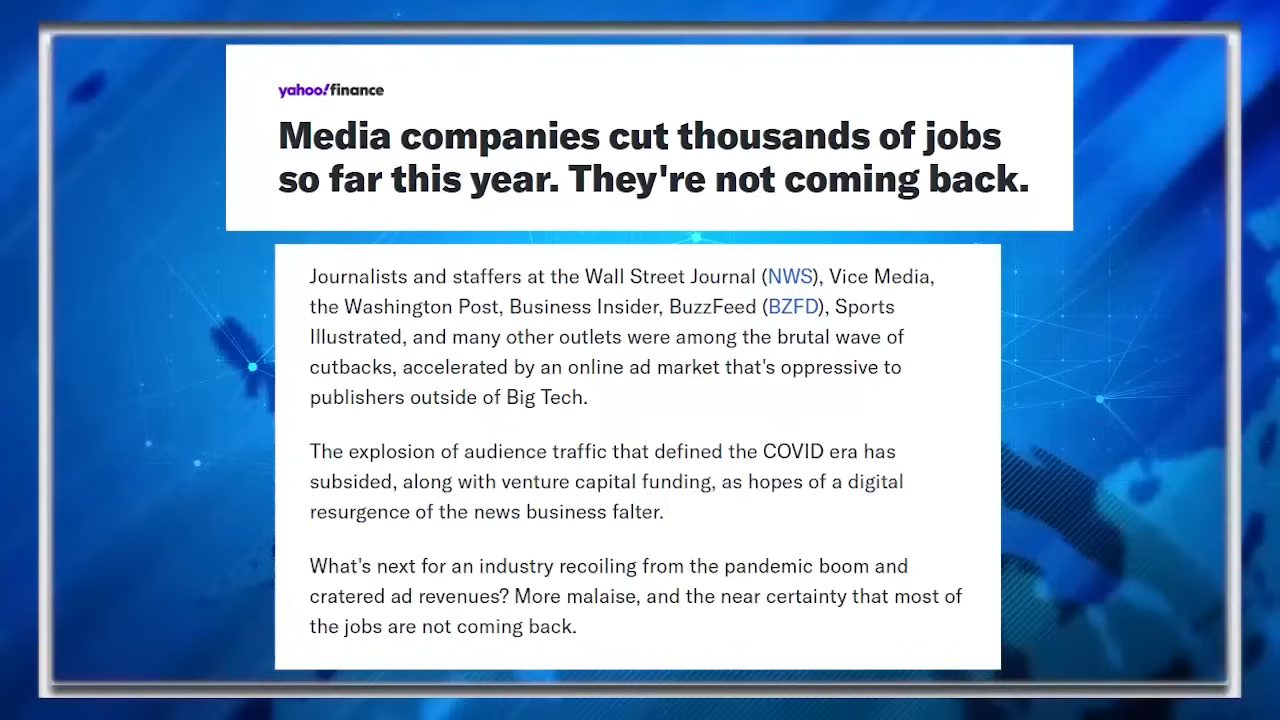 yahoo!finance
Media companies cut thousands of jobs
so far this year. They're not coming back.
Journalists and staffers at the Wall Street Journal (NWS), Vice Media,
the Washington Post, Business Insider, BuzzFeed (BZFD), Sports
Illustrated, and many other outlets were among the brutal wave of
cutbacks, accelerated by an online ad market that's oppressive to
publishers outside of Big Tech.
The explosion of audience traffic that defined the COVID era has
subsided, along with venture capital funding, as hopes of a digital
resurgence of the news business falter.
What's next for an industry recoiling from the pandemic boom and
cratered ad revenues? More malaise, and the near certainty that most of
the jobs are not coming back.